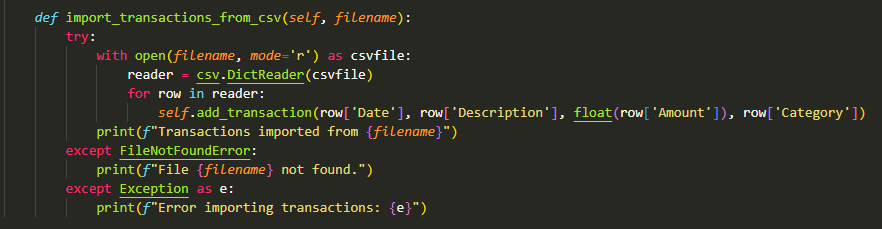 def import_transactions_from_csv(self, filename):
    try:
        with open(filename, mode='r') as csvfile:
            reader = csv.DictReader(csvfile)
            for row in reader:
                self.add_transaction(row['Date'], row['Description'], float(row['Amount']), row['Category'])
        print(f"Transactions imported from {filename}")
    except FileNotFoundError:
        print(f"File {filename} not found.")
    except Exception as e:
        print(f"Error importing transactions: {e}")